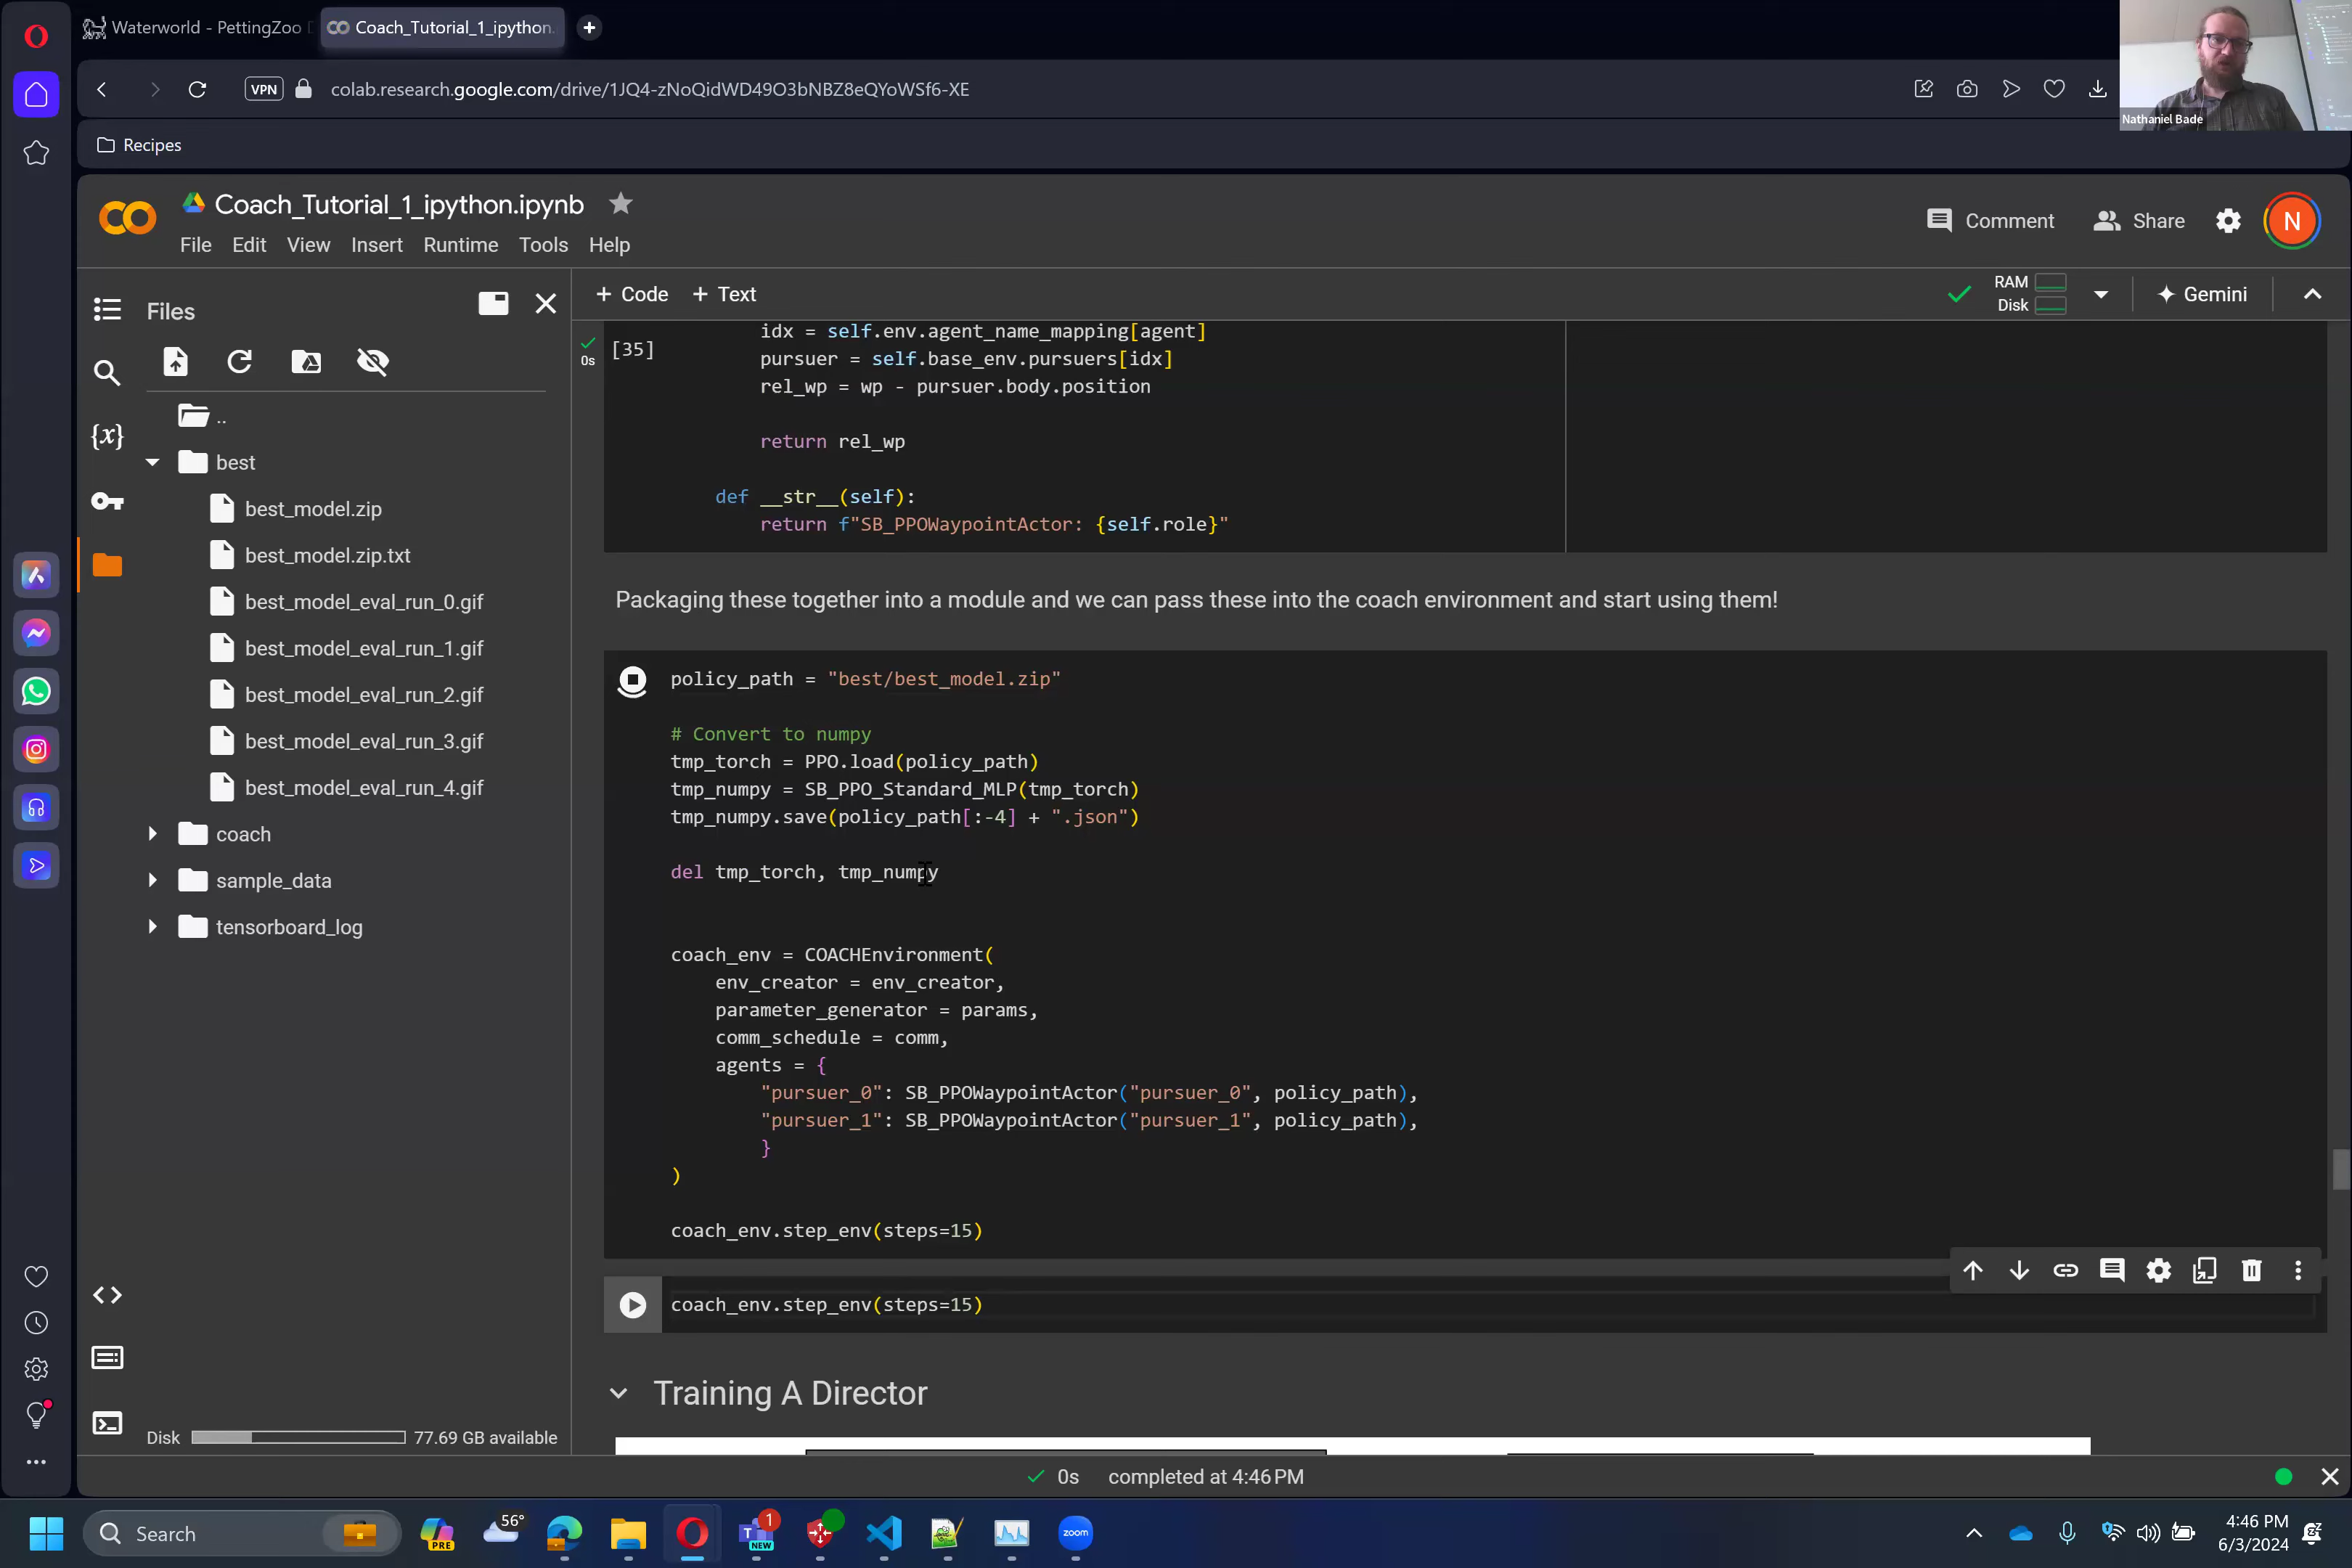 Waterworld - PettingZoo D
Coach_Tutorial_1_ipython.
VPN
colab.research.google.com/drive/1JQ4-zNoQidWD49O3bNBZ8eQYoWSf6-XE
Nathaniel Bade
Recipes
Coach_Tutorial_1_ipython.ipynb
File Edit View Insert Runtime Tools Help
Comment
Share
N
Files
+ Code + Text
RAM
Disk
Gemini
..
best
best_model.zip
best_model.zip.txt
best_model_eval_run_0.gif
best_model_eval_run_1.gif
best_model_eval_run_2.gif
best_model_eval_run_3.gif
best_model_eval_run_4.gif
coach
sample_data
tensorboard_log
Disk
77.69 GB available
0s
[35]
idx = self.env.agent_name_mapping[agent]
pursuer = self.base_env.pursuers[idx]
rel_wp = wp - pursuer.body.position
return rel_wp
def __str__(self):
return f"SB_PPOWaypointActor: {self.role}"
Packaging these together into a module and we can pass these into the coach environment and start using them!
policy_path = "best/best_model.zip"
# Convert to numpy
tmp_torch = PPO.load(policy_path)
tmp_numpy = SB_PPO_Standard_MLP(tmp_torch)
tmp_numpy.save(policy_path[:-4] + ".json")
del tmp_torch, tmp_numpy
coach_env = COACHEnvironment(
env_creator = env_creator,
parameter_generator = params,
comm_schedule = comm,
agents = {
"pursuer_0": SB_PPOWaypointActor("pursuer_0", policy_path),
"pursuer_1": SB_PPOWaypointActor("pursuer_1", policy_path),
}
)
coach_env.step_env(steps=15)
coach_env.step_env(steps=15)
Training A Director
0s completed at 4:46 PM
Search
PRE
56°
1
NEW
zoom
4:46 PM
6/3/2024